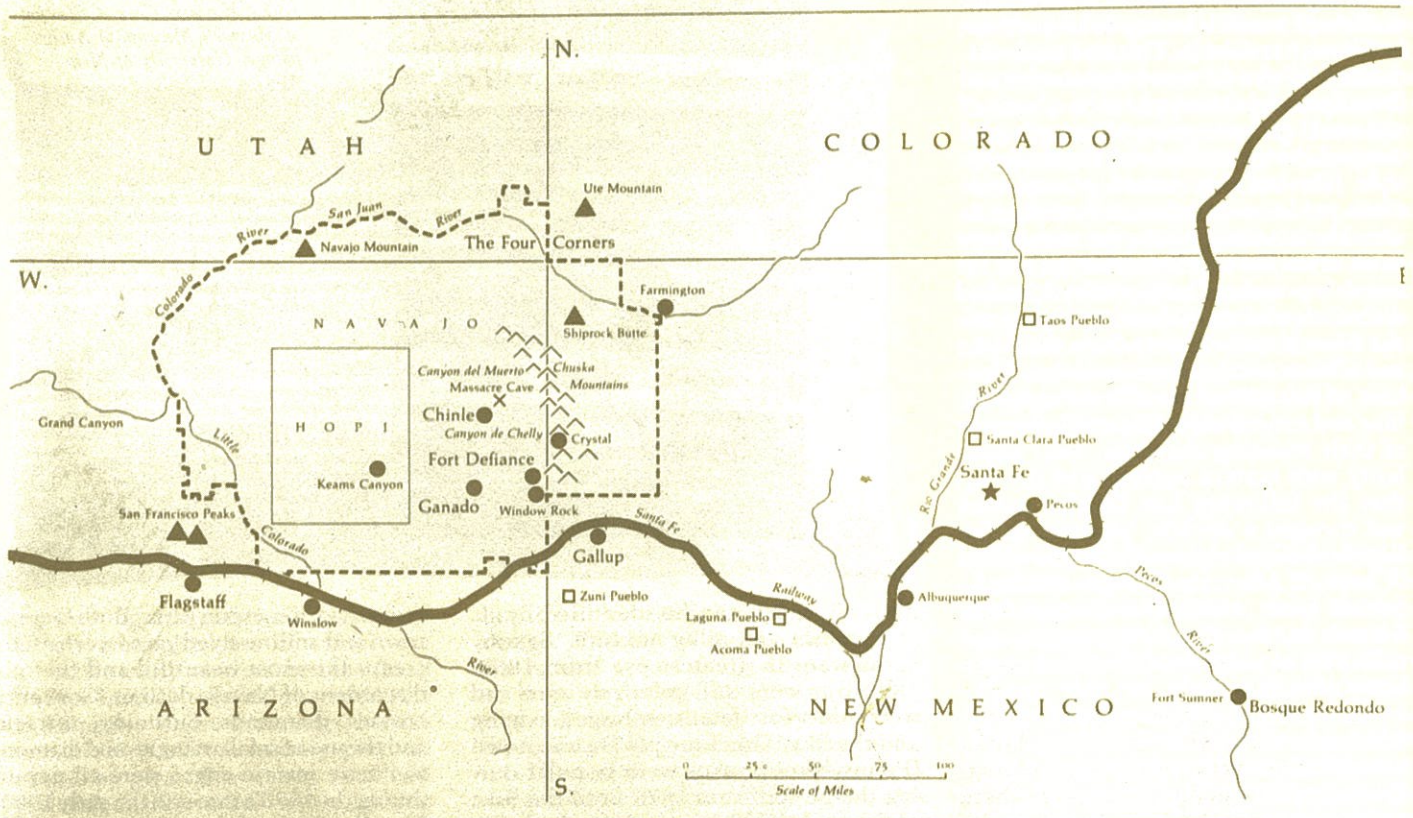 N.
UTAH
COLORADO
Ute Mountain
San Juan
River
River
Navajo Mountain
The Four Corners
W.
E
Colorado
Farmington
NAVAJO
Shiprock Butte
Taos Pueblo
Canyon del Muerto
Chuska
Mountains
Massacre Cave
River
Grand Canyon
Chinle
Little
HOPI
Canyon de Chelly
Crystal
Santa Clara Pueblo
Fort Defiance
Santa Fe
Keams Canyon
Rio Grande
Ganado
Window Rock
Pecos
San Francisco Peaks
Santa Fe
Colorado
Gallup
Pecos
Flagstaff
Zuni Pueblo
Railway
Albuquerque
Winslow
Laguna Pueblo
Acoma Pueblo
River
River
ARIZONA
NEW MEXICO
Fort Sumner
Bosque Redondo
0 25 50 75 100
Scale of Miles
S.